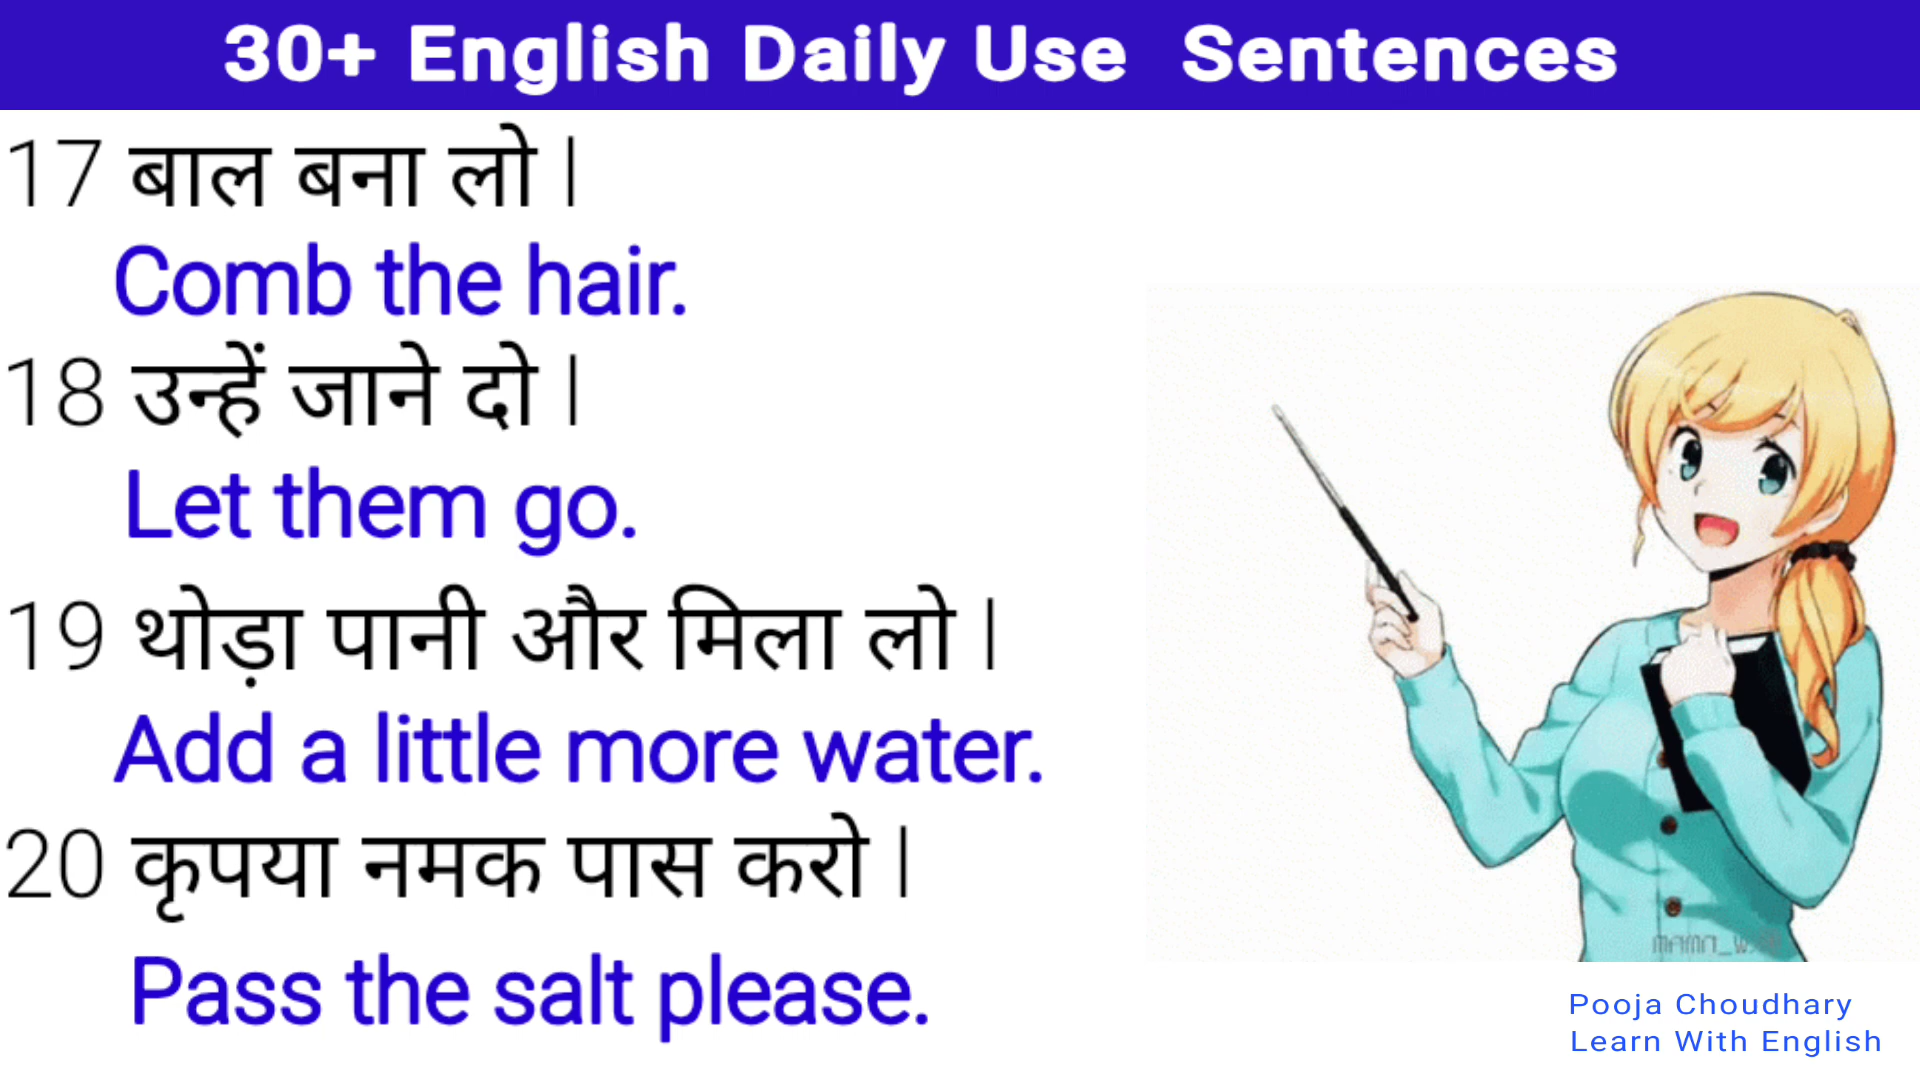 30+ English Daily Use Sentences
17 बाल बना लो |
Comb the hair.
18 उन्हें जाने दो |
Let them go.
19 थोड़ा पानी और मिला लो |
Add a little more water.
20 कृपया नमक पास करो |
Pass the salt please.
Pooja Choudhary
Learn With English